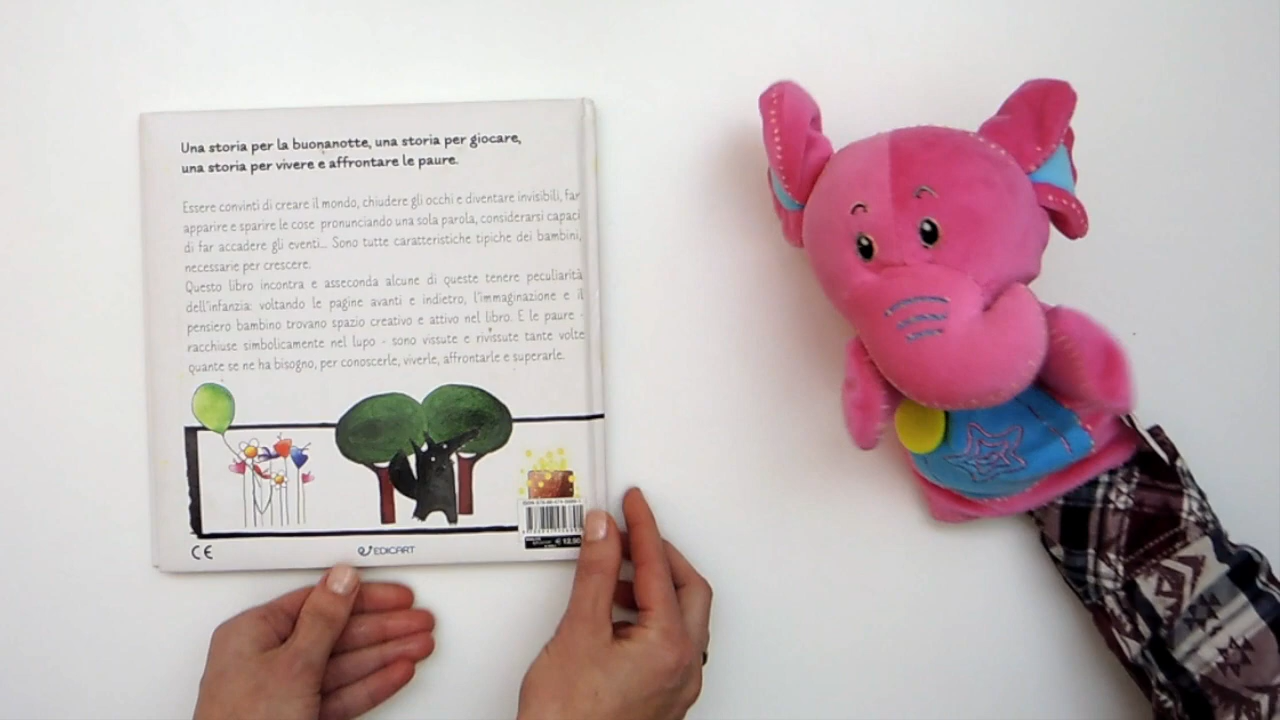 Una storia per la buonanotte, una storia per giocare,
una storia per vivere e affrontare le paure.
Essere convinti di creare il mondo, chiudere gli occhi e diventare invisibili, far
apparire e sparire le cose pronunciando una sola parola, considerarsi capaci
di far accadere gli eventi... Sono tutte caratteristiche tipiche dei bambini,
necessarie per crescere.
Questo libro incontra e asseconda alcune di queste tenere peculiarità
dell'infanzia: voltando le pagine avanti e indietro, l'immaginazione e il
pensiero bambino trovano spazio creativo e attivo nel libro. E le paure -
racchiuse simbolicamente nel lupo - sono vissute e rivissute tante volte
quante se ne ha bisogno, per conoscerle, viverle, affrontarle e superarle.
CE
EDICART